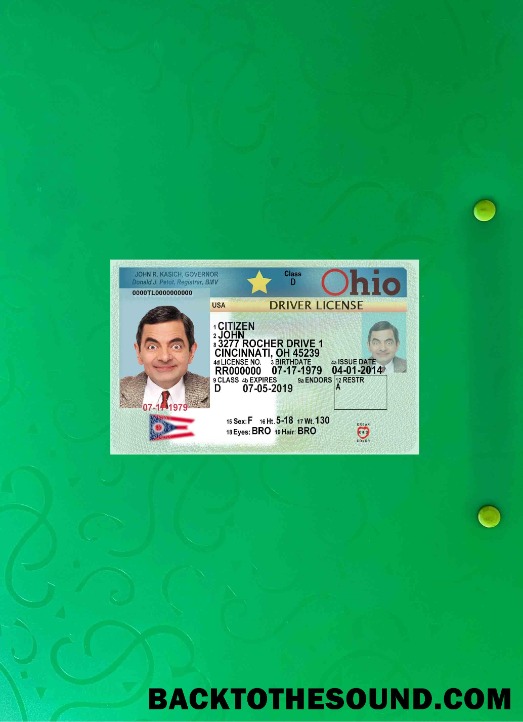 JOHN R. KASICH, GOVERNOR
Donald J. Petit, Registrar, BMV
0000TL0000000000
Class
D
Ohio
USA
DRIVER LICENSE
1 CITIZEN
2 JOHN
8 3277 ROCHER DRIVE 1
CINCINNATI, OH 45239
4d LICENSE NO. 3 BIRTHDATE 4a ISSUE DATE
RR000000 07-17-1979 04-01-2014
9 CLASS 4b EXPIRES 9a ENDORS 12 RESTR
D 07-05-2019 A
07-17-1979
15 Sex: F 16 Ht. 5-18 17 Wt. 130
18 Eyes: BRO 19 Hair: BRO
BACKTOTHESOUND.COM